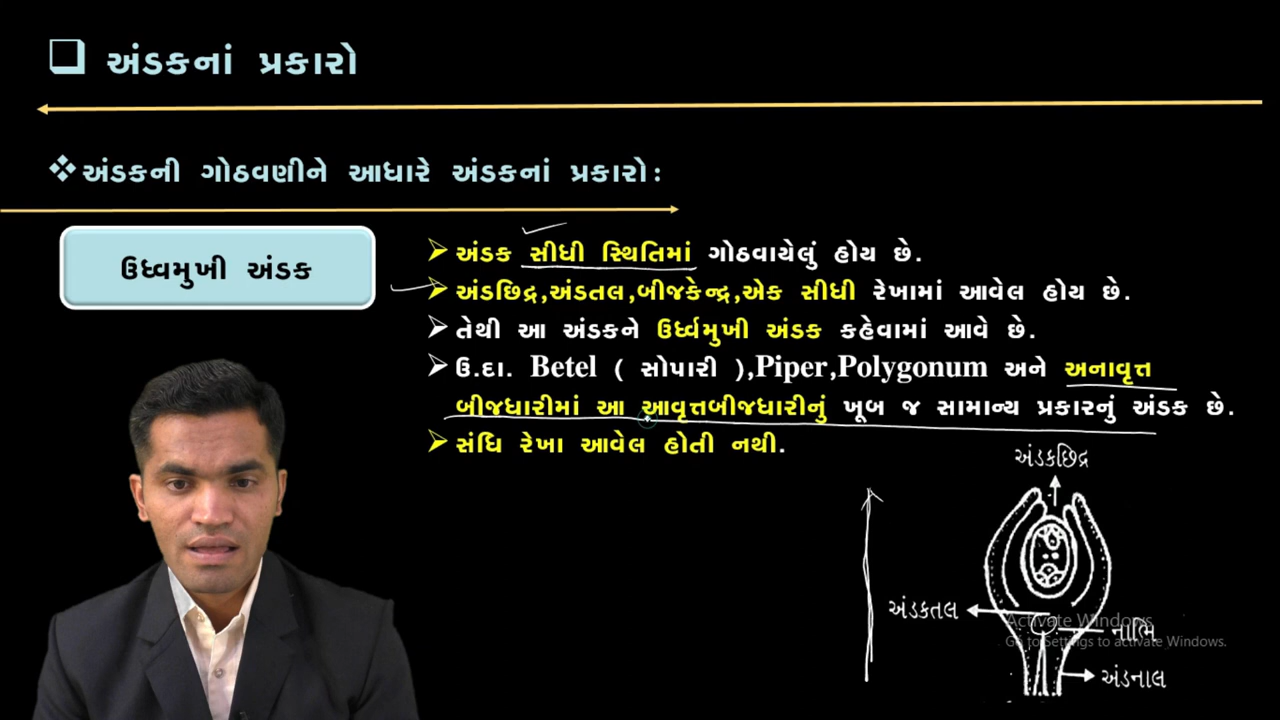 અંડકનાં પ્રકારો
અંડકની ગોઠવણીને આધારે અંડકનાં પ્રકારો:
ઉધ્વમુખી અંડક
અંડક સીધી સ્થિતિમાં ગોઠવાયેલું હોય છે.
અંડછિદ્ર,અંડતલ,બીજકેન્દ્ર,એક સીધી રેખામાં આવેલ હોય છે.
તેથી આ અંડકને ઉર્ધ્વમુખી અંડક કહેવામાં આવે છે.
ઉ.દા. Betel ( સોપારી ),Piper,Polygonum અને અનાવૃત્ત
બીજધારીમાં આ આવૃત્તબીજધારીનું ખૂબ જ સામાન્ય પ્રકારનું અંડક છે.
સંધિ રેખા આવેલ હોતી નથી.
અંડકછિદ્ર
અંડકતલ
Activate Windows
નાભિ
Go to Settings to activate Windows.
અંડનાલ